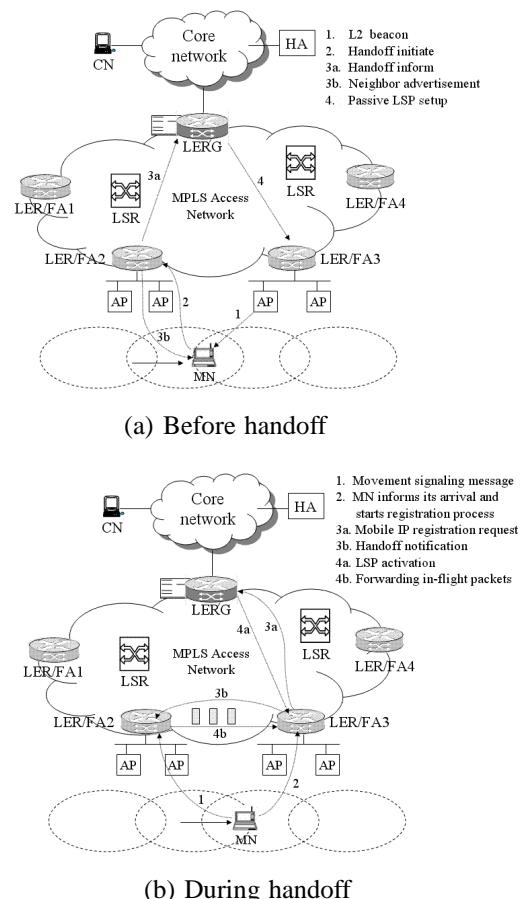 Core
network
HA
CN
1. L2 beacon
2. Handoff initiate
3a. Handoff inform
3b. Neighbor advertisement
4. Passive LSP setup
LERG
3a
4
LSR
LSR
MPLS Access
Network
LER/FA1
LER/FA4
LER/FA2
LER/FA3
AP
AP
AP
AP
2
1
3b
MN
(a) Before handoff
Core
network
HA
CN
1. Movement signaling message
2. MN informs its arrival and
starts registration process
3a. Mobile IP registration request
3b. Handoff notification
4a. LSP activation
4b. Forwarding in-flight packets
LERG
4a
3a
LSR
LSR
MPLS Access
Network
LER/FA1
LER/FA4
3b
LER/FA2
LER/FA3
4b
AP
AP
AP
AP
1
2
MN
(b) During handoff